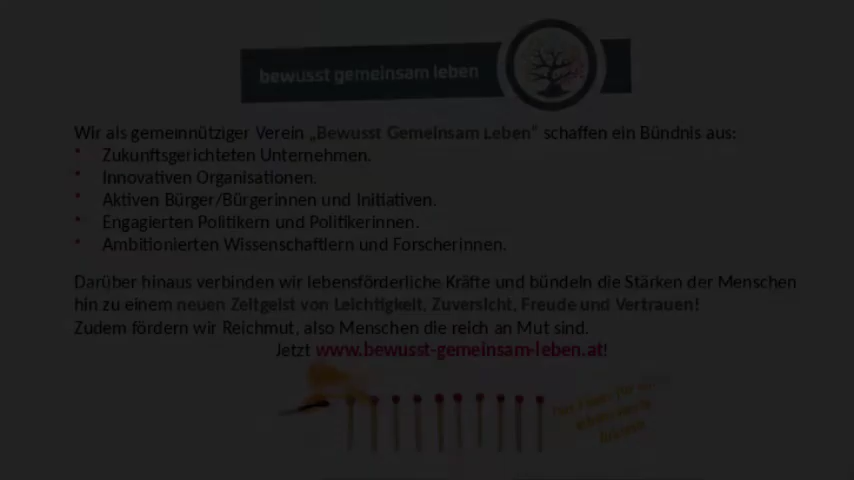 bewusst gemeinsam leben
Wir als gemeinnütziger Verein „Bewusst Gemeinsam Leben“ schaffen ein Bündnis aus:
* Zukunftsgerichteten Unternehmen.
* Innovativen Organisationen.
* Aktiven Bürger/Bürgerinnen und Initiativen.
* Engagierten Politikern und Politikerinnen.
* Ambitionierten Wissenschaftlern und Forscherinnen.
Darüber hinaus verbinden wir lebensförderliche Kräfte und bündeln die Stärken der Menschen
hin zu einem neuen Zeitgeist von Leichtigkeit, Zuversicht, Freude und Vertrauen!
Zudem fördern wir Reichmut, also Menschen die reich an Mut sind.
Jetzt www.bewusst-gemeinsam-leben.at!